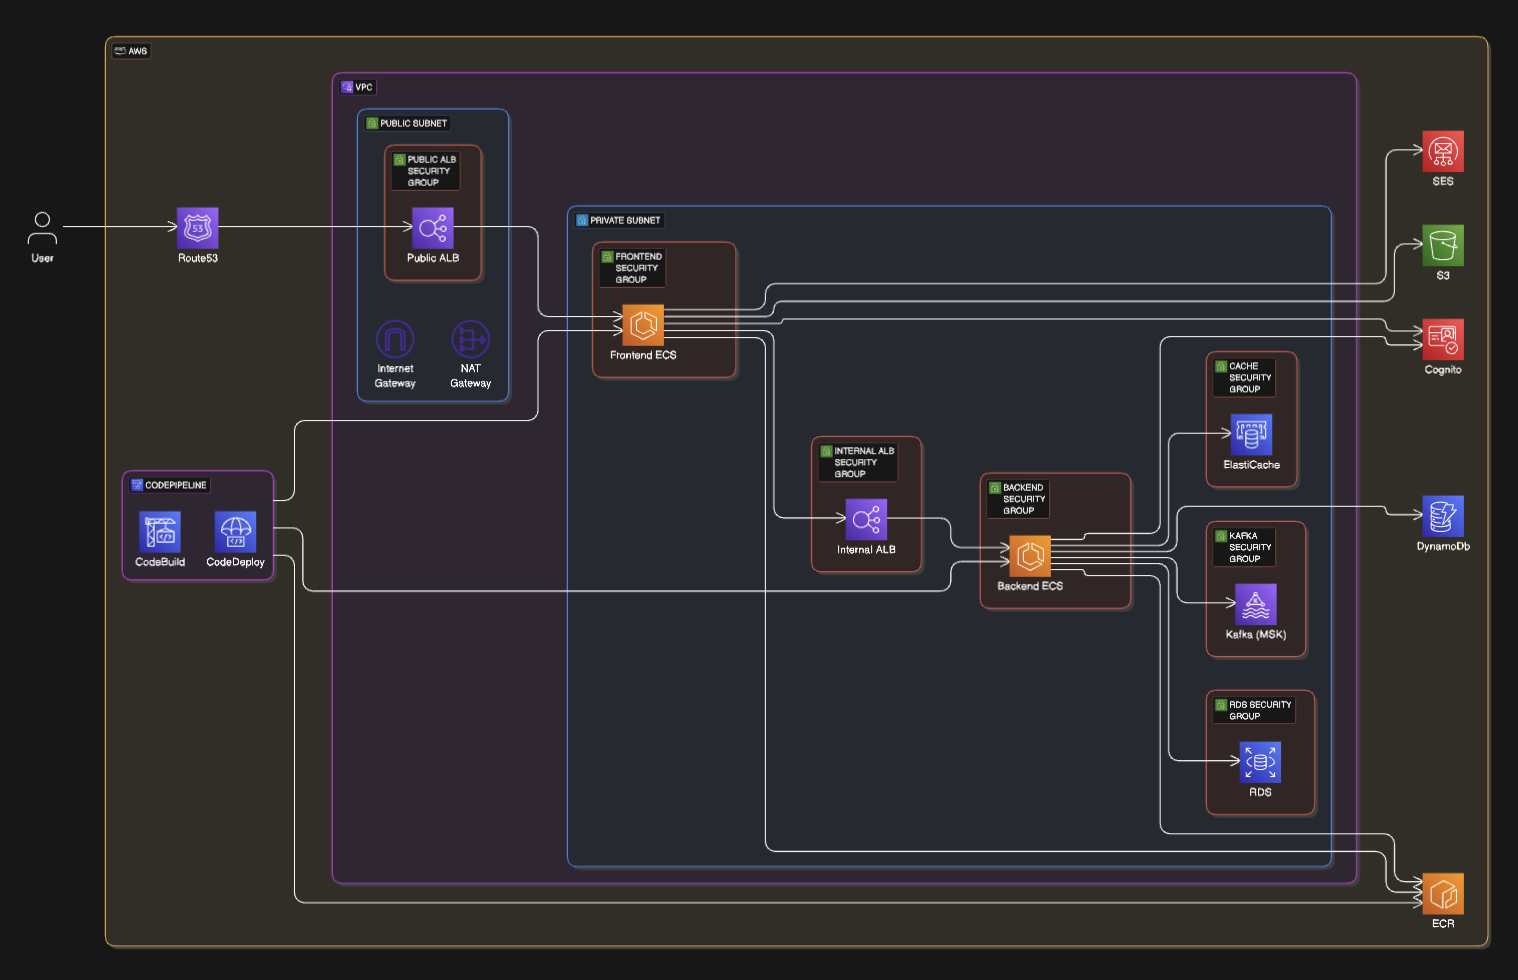 aws AWS
VPC
PUBLIC SUBNET
PUBLIC ALB
SECURITY
GROUP
SES
PRIVATE SUBNET
53
User
Route53
Public ALB
FRONTEND
SECURITY
GROUP
S3
Frontend ECS
Internet
Gateway
NAT
Gateway
CACHE
SECURITY
GROUP
Cognito
INTERNAL ALB
SECURITY
GROUP
ElastiCache
CODEPIPELINE
BACKEND
SECURITY
GROUP
CodeBuild
CodeDeploy
Internal ALB
KAFKA
SECURITY
GROUP
DynamoDb
Backend ECS
Kafka (MSK)
RDS SECURITY
GROUP
RDS
ECR